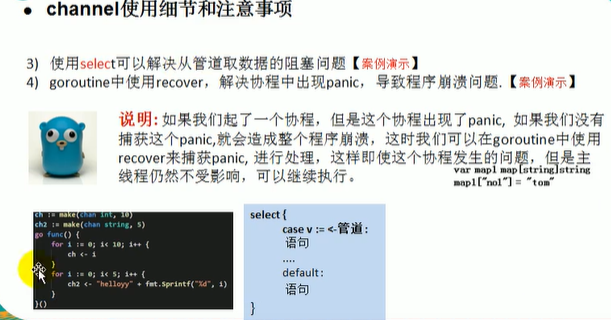 • channel使用细节和注意事项
3) 使用select可以解决从管道取数据的阻塞问题【案例演示】
4) goroutine中使用recover，解决协程中出现panic，导致程序崩溃问题.【案例演示】
说明: 如果我们起了一个协程，但是这个协程出现了panic, 如果我们没有
捕获这个panic,就会造成整个程序崩溃，这时我们可以在goroutine中使用
recover来捕获panic, 进行处理，这样即使这个协程发生的问题，但是主
线程仍然不受影响，可以继续执行。
var map1 map[string]string
map1["no1"] = "tom"
ch := make(chan int, 10)
ch2 := make(chan string, 5)
go func() {
for i := 0; i< 10; i++ {
ch <- i
}
for i := 0; i< 5; i++ {
ch2 <- "helloyy" + fmt.Sprintf("%d", i)
}
}()
select {
case v := <-管道 :
语句
....
default :
语句
}